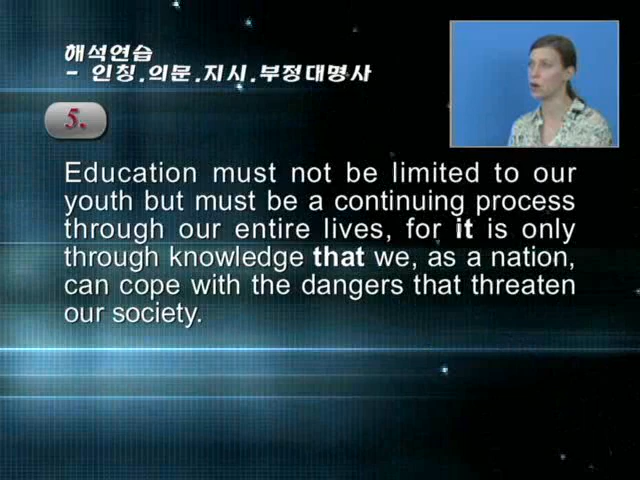 해석연습
- 인칭.의문.지시.부정대명사
5.
Education must not be limited to our
youth but must be a continuing process
through our entire lives, for it is only
through knowledge that we, as a nation,
can cope with the dangers that threaten
our society.